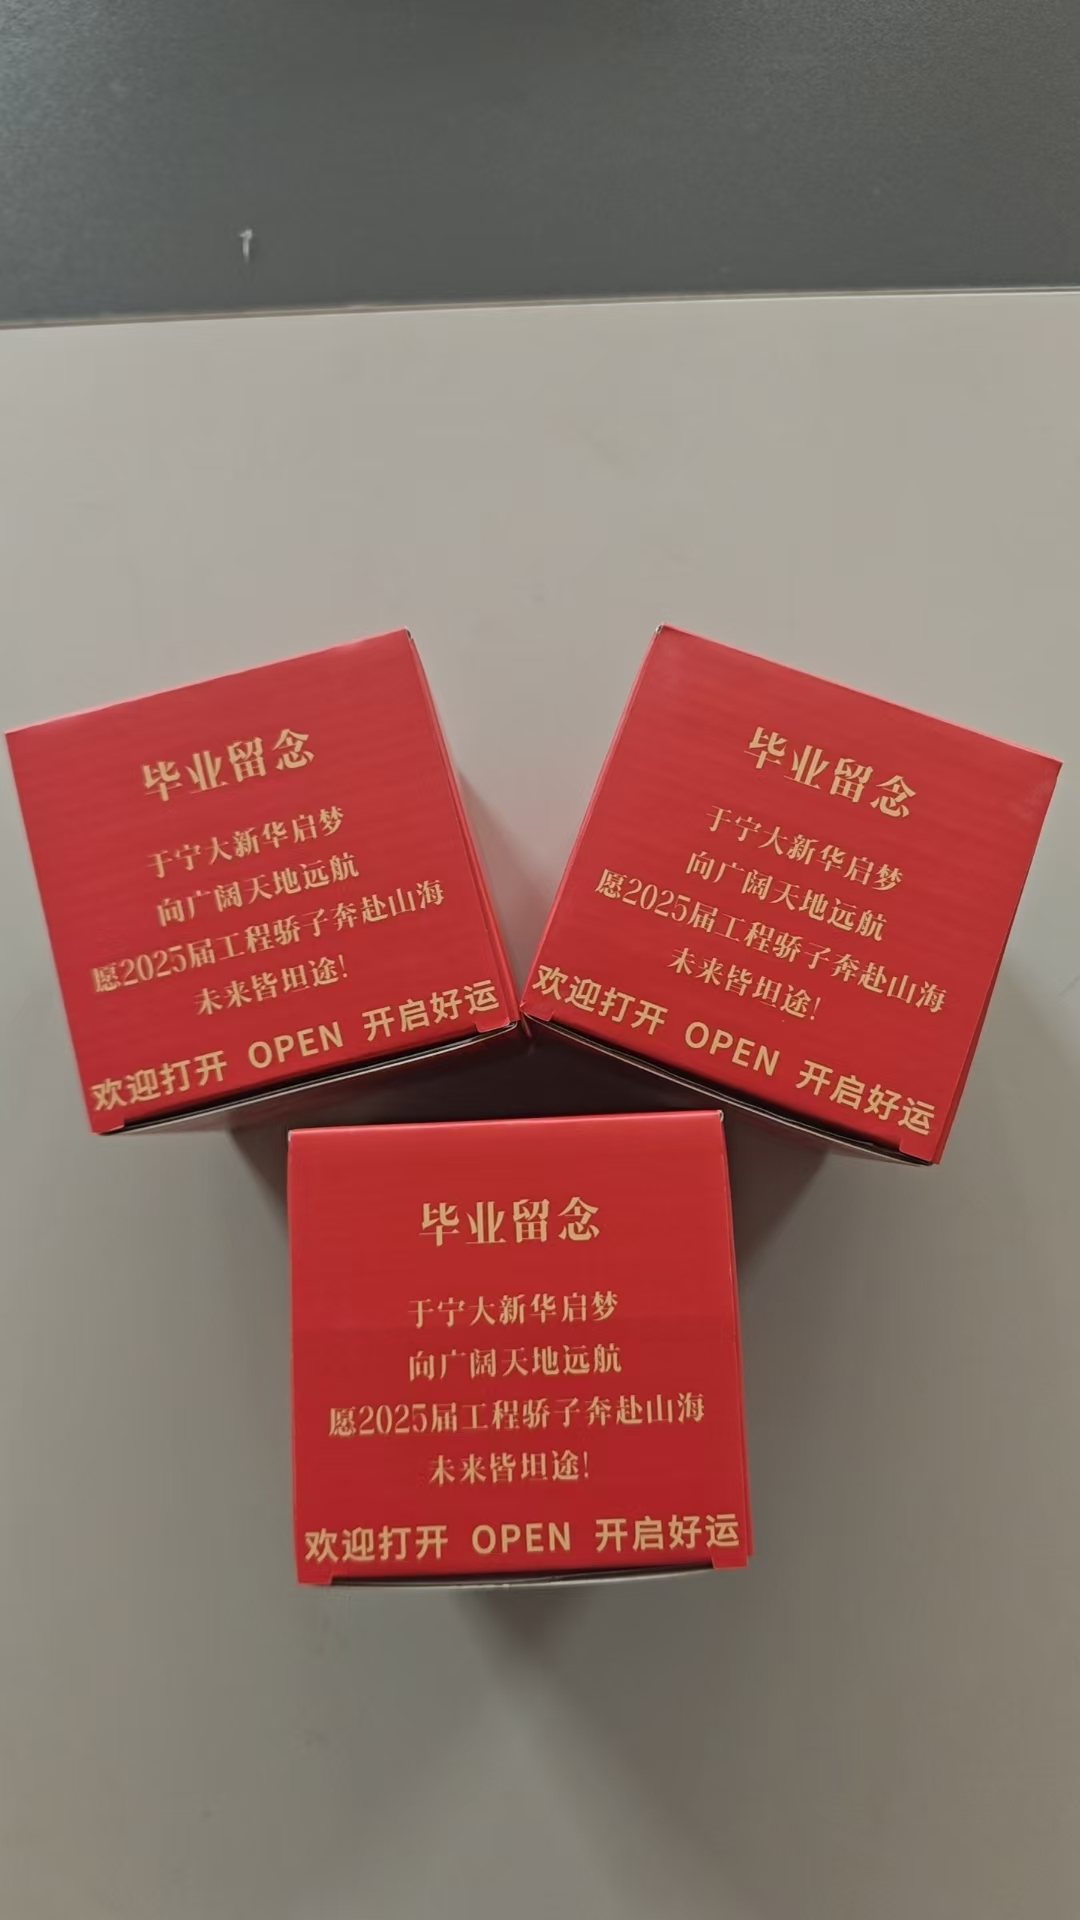 毕业留念
于宁大新华启梦
向广阔天地远航
愿2025届工程骄子奔赴山海
未来皆坦途!
欢迎打开 OPEN 开启好运
毕业留念
于宁大新华启梦
向广阔天地远航
愿2025届工程骄子奔赴山海
未来皆坦途!
欢迎打开 OPEN 开启好运
毕业留念
于宁大新华启梦
向广阔天地远航
愿2025届工程骄子奔赴山海
未来皆坦途!
欢迎打开 OPEN 开启好运